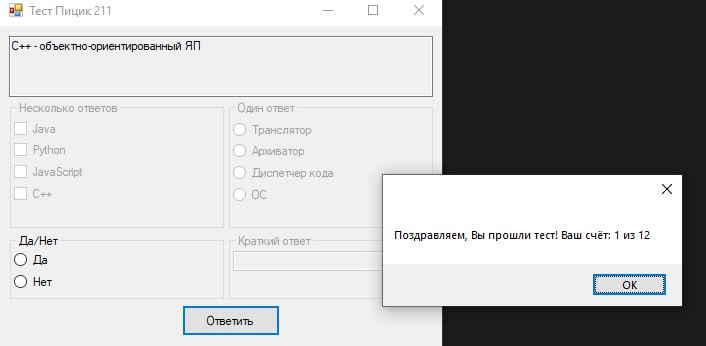 Тест Пицик 211
C++ - объектно-ориентированный ЯП
Несколько ответов
Java
Python
JavaScript
C++
Один ответ
Транслятор
Архиватор
Диспетчер кода
ОС
Да/Нет
Да
Нет
Краткий ответ
Ответить
Поздравляем, Вы прошли тест! Ваш счёт: 1 из 12
OK